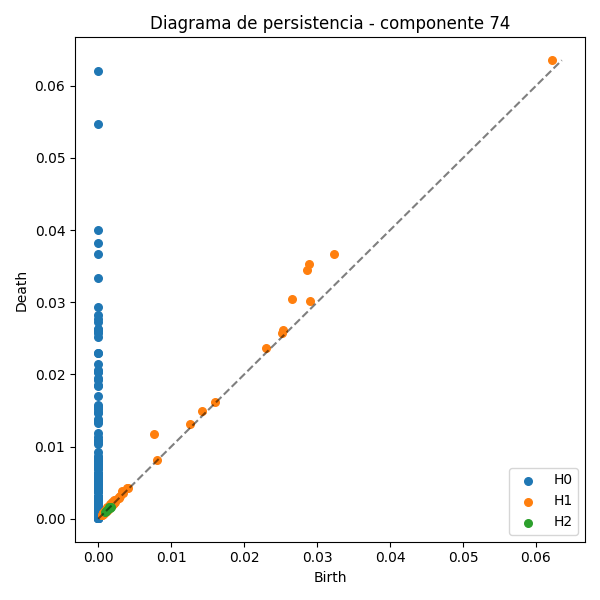 Diagrama de persistencia - componente 74
0.06
0.05
0.04
0.03
0.02
0.01
0.00
Death
0.00 0.01 0.02 0.03 0.04 0.05 0.06
Birth
H0
H1
H2